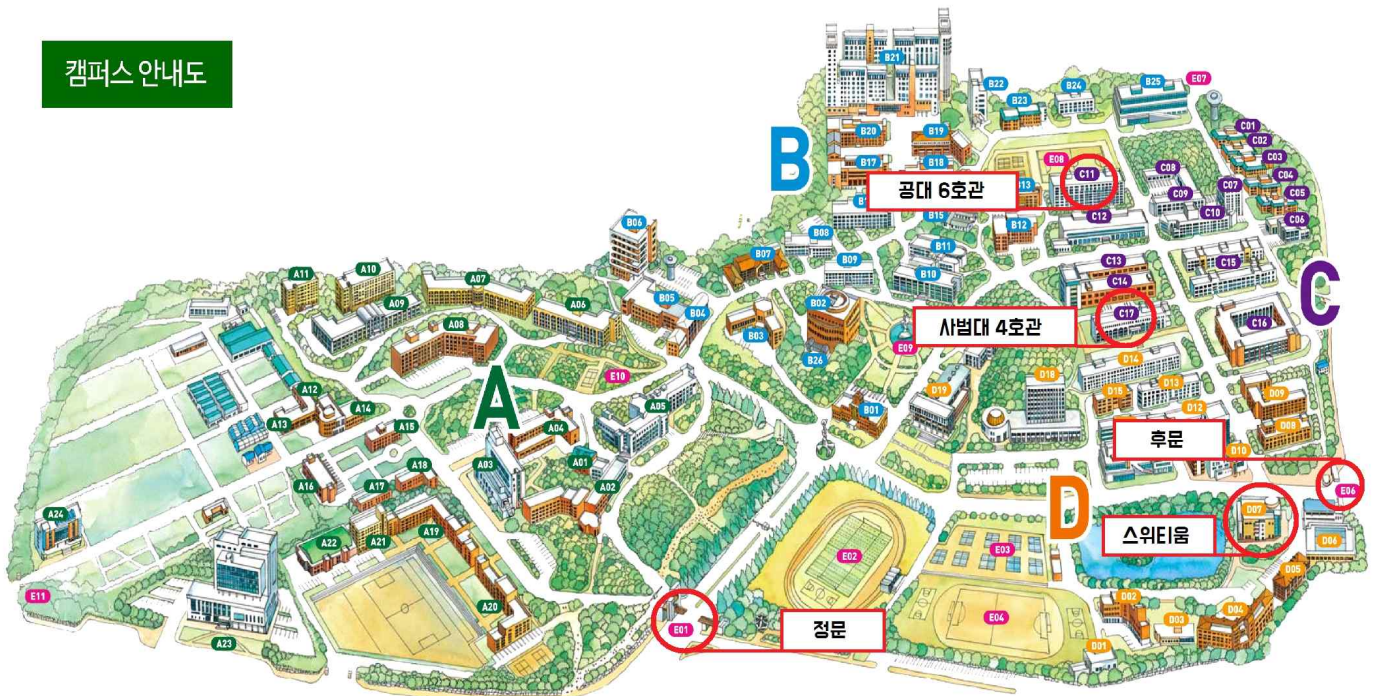 캠퍼스 안내도
B21
B22
B23
B24
B25
E07
B20
B19
B17
B18
B
C01
C02
C03
C04
C05
C06
E08
C11
C08
C09
C07
C10
공대 6호관
B13
B15
B12
C12
B06
B08
B11
B07
B09
B10
C13
C14
C15
C
A11
A10
A07
A09
A06
B05
B04
B02
B03
B26
E09
사범대 4호관
C17
C16
A08
A
E10
D14
D18
D19
D15
D13
D09
A12
A14
A13
A15
A05
A04
A01
A02
A03
B01
D12
D08
D10
후문
E06
A18
A17
A16
A24
A19
A22
A21
A20
E02
E03
D
D07
스위티움
D06
D05
E11
A23
E01
정문
E04
D02
D03
D04
D01